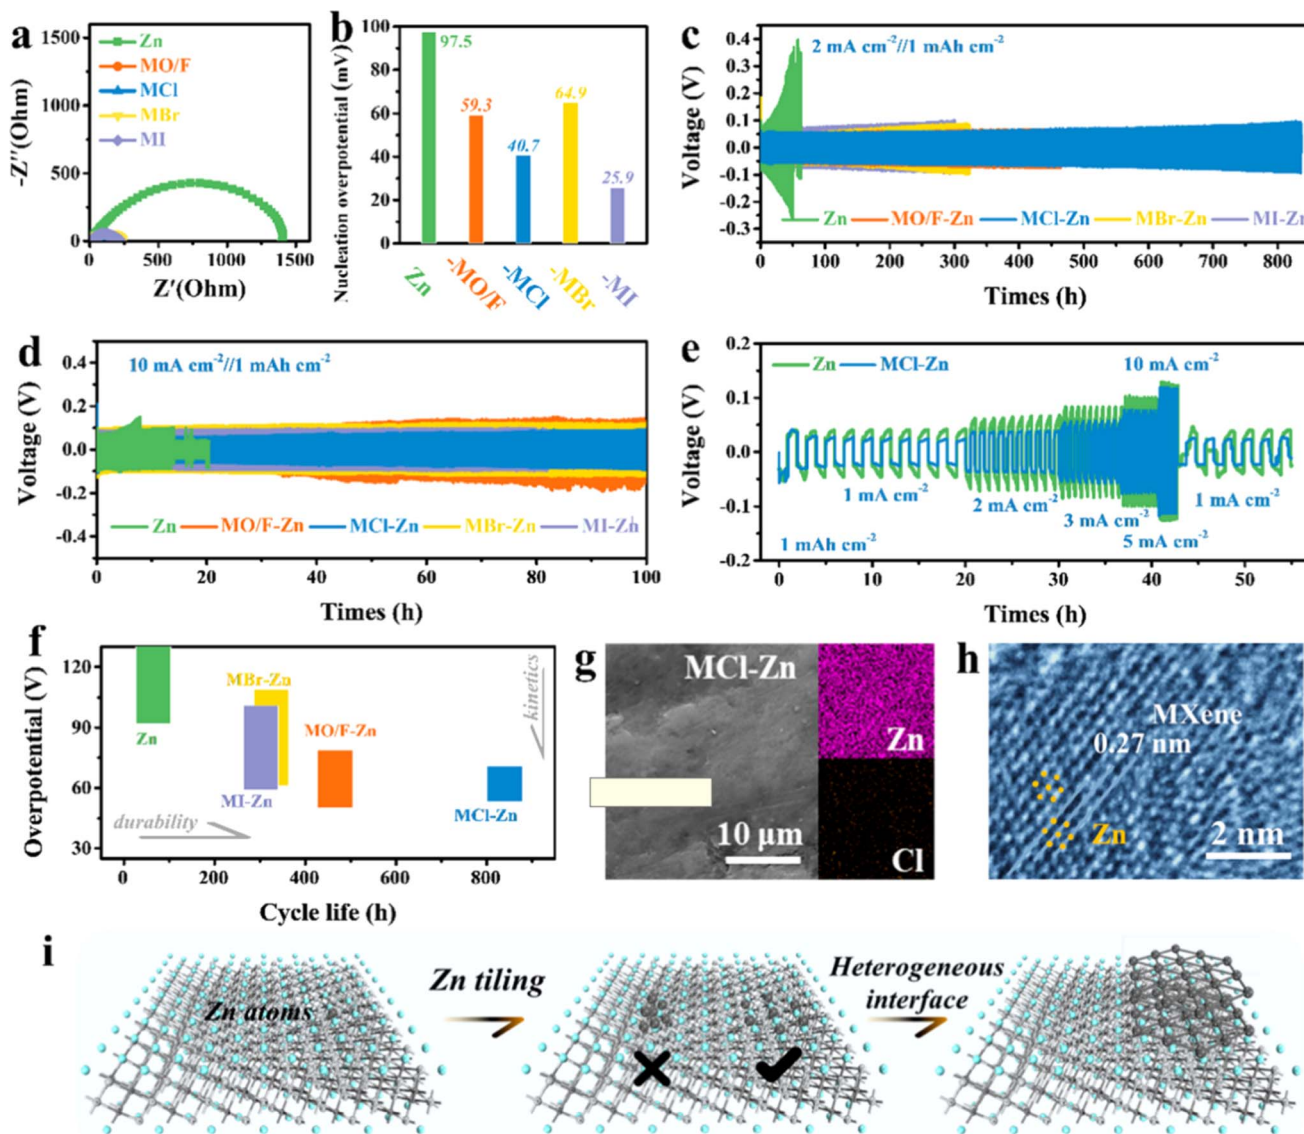 a
1500
1000
500
0
-Z''(Ohm)
Zn
MO/F
MCl
MBr
MI
0 500 1000 1500
Z'(Ohm)
b
100
80
60
40
20
0
Nucleation overpotential (mV)
97.5
59.3
40.7
64.9
25.9
Zn
-MO/F
-MCl
-MBr
-MI
c
0.4
0.3
0.2
0.1
0.0
-0.1
-0.2
-0.3
Voltage (V)
2 mA cm⁻²//1 mAh cm⁻²
Zn MO/F-Zn MCl-Zn MBr-Zn MI-Zn
0 100 200 300 400 500 600 700 800
Times (h)
d
0.4
0.2
0.0
-0.2
-0.4
Voltage (V)
10 mA cm⁻²//1 mAh cm⁻²
Zn MO/F-Zn MCl-Zn MBr-Zn MI-Zn
0 20 40 60 80 100
Times (h)
e
0.2
0.1
0.0
-0.1
-0.2
Voltage (V)
Zn MCl-Zn
10 mA cm⁻²
1 mA cm⁻²
2 mA cm⁻²
3 mA cm⁻²
1 mA cm⁻²
1 mAh cm⁻²
5 mA cm⁻²
0 10 20 30 40 50
Times (h)
f
120
90
60
30
Overpotential (V)
Zn
MBr-Zn
MI-Zn
MO/F-Zn
MCl-Zn
kinetics
durability
0 200 400 600 800
Cycle life (h)
g
MCl-Zn
10 μm
Zn
Cl
h
MXene
0.27 nm
Zn
2 nm
i
Zn atoms
Zn tiling
Heterogeneous
interface